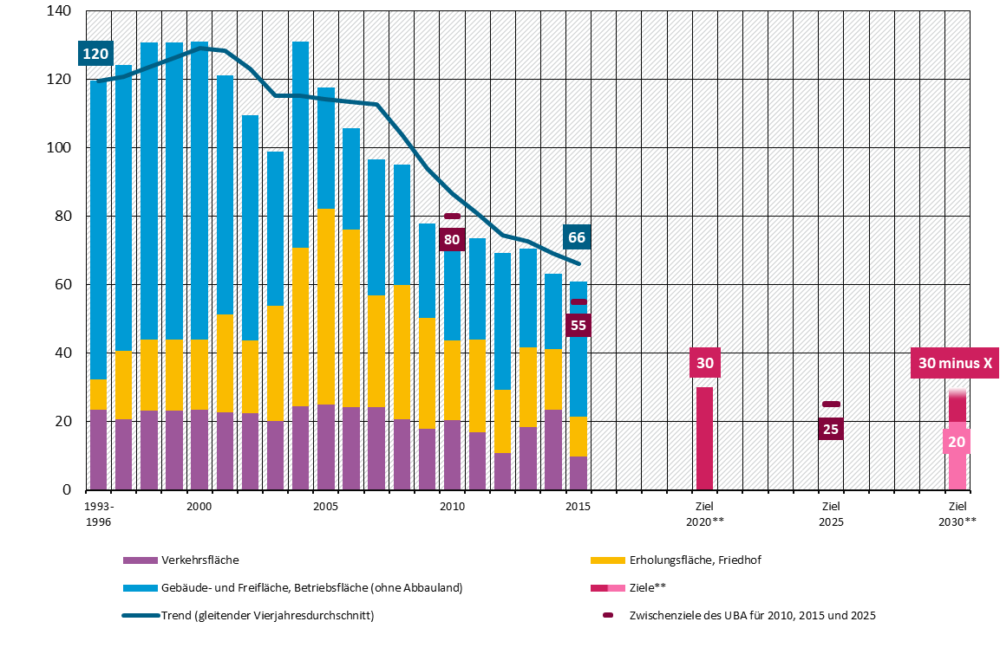 140
120
120
100
80
80
66
60
55
40
30
30 minus X
25
20
20
0
1993-
1996
2000
2005
2010
2015
Ziel
2020**
Ziel
2025
Ziel
2030**
Verkehrsfläche
Erholungsfläche, Friedhof
Gebäude- und Freifläche, Betriebsfläche (ohne Abbauland)
Ziele**
Trend (gleitender Vierjahresdurchschnitt)
Zwischenziele des UBA für 2010, 2015 und 2025